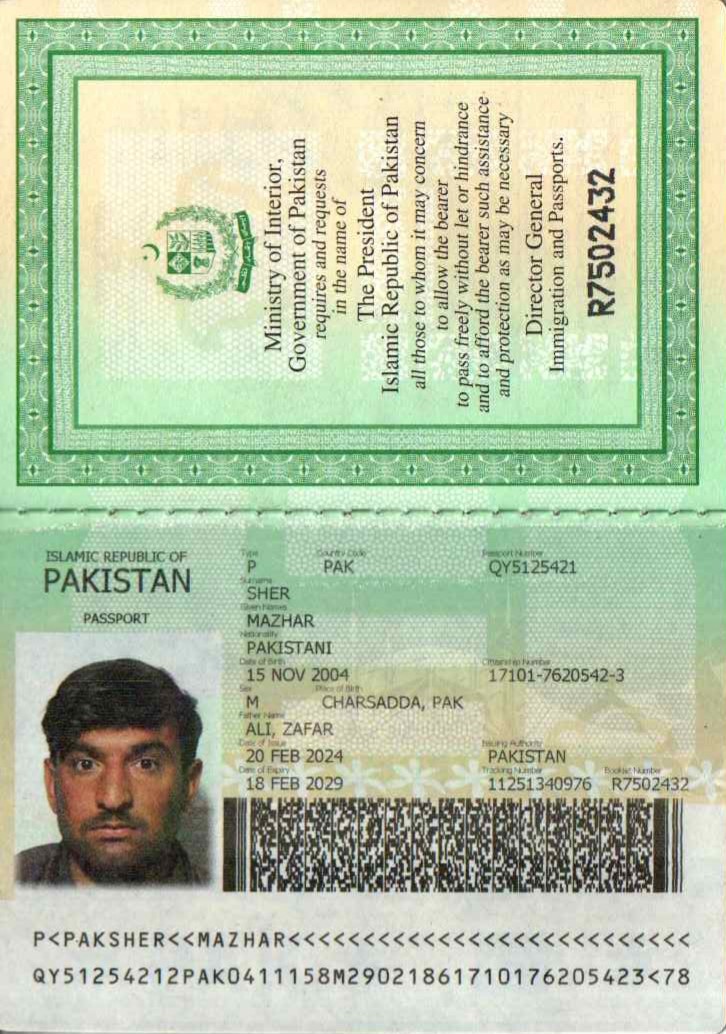 Ministry of Interior,
Government of Pakistan
requires and requests
in the name of
The President
Islamic Republic of Pakistan
all those to whom it may concern
to allow the bearer
to pass freely without let or hindrance
and to afford the bearer such assistance
and protection as may be necessary
Director General
Immigration and Passports.
R7502432
ISLAMIC REPUBLIC OF
PAKISTAN
PASSPORT
Type Country Code Passport Number
P PAK QY5125421
Surname
SHER
Given Names
MAZHAR
Nationality
PAKISTANI
Date of Birth Citizenship Number
15 NOV 2004 17101-7620542-3
Sex Place of Birth
M CHARSADDA, PAK
Father Name
ALI, ZAFAR
Date of Issue Issuing Authority
20 FEB 2024 PAKISTAN
Date of Expiry Tracking Number Booklet Number
18 FEB 2029 11251340976 R7502432
P<PAKSHER<<MAZHAR<<<<<<<<<<<<<<<<<<<<<<<<<<<
QY51254212PAK0411158M29021861710176205423<78